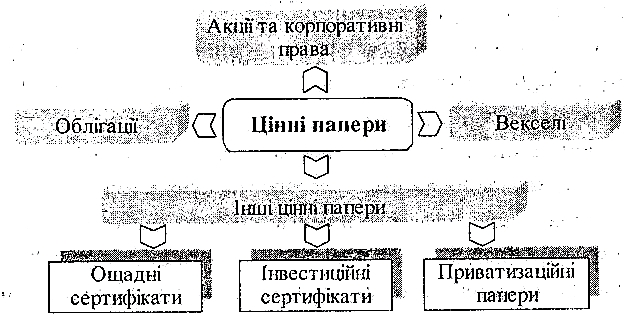 Акції та корпоративні
права
Облігації
Цінні папери
Векселі
Інші цінні папери
Ощадні
сертифікати
Інвестиційні
сертифікати
Приватизаційні
папери